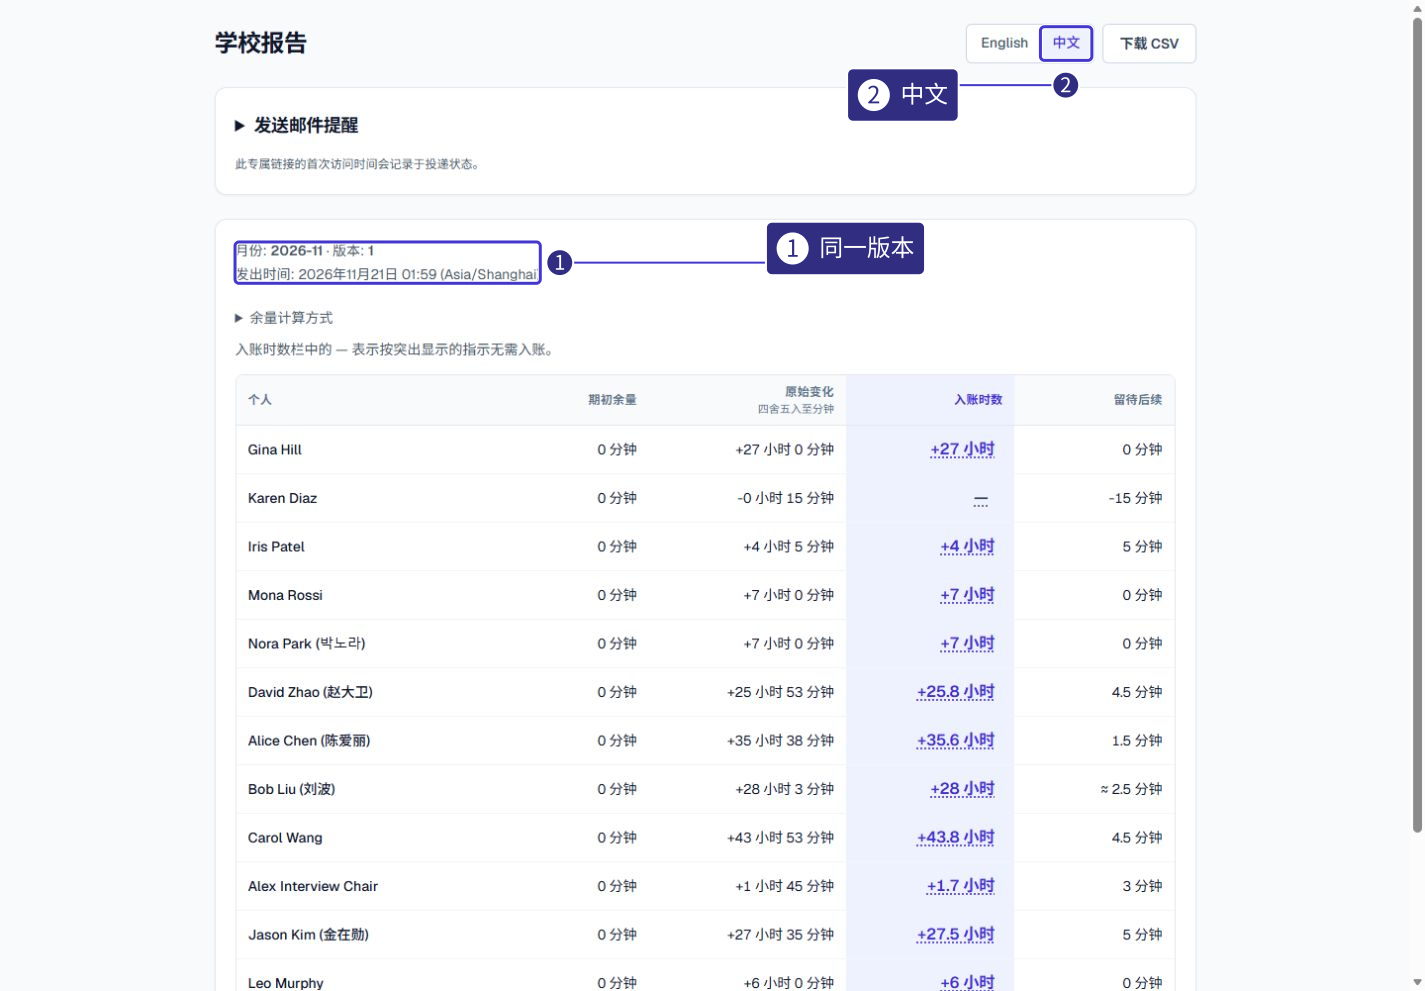 学校报告
English 中文 下载 CSV
2 中文 2
▶ 发送邮件提醒
此专属链接的首次访问时间会记录于投递状态。
月份: 2026-11 · 版本: 1
发出时间: 2026年11月21日 01:59 (Asia/Shanghai
1 1 同一版本
▶ 余量计算方式
入账时数栏中的 — 表示按突出显示的指示无需入账。
个人 期初余量 原始变化 入账时数 留待后续
四舍五入至分钟
Gina Hill 0 分钟 +27 小时 0 分钟 +27 小时 0 分钟
Karen Diaz 0 分钟 -0 小时 15 分钟 — -15 分钟
Iris Patel 0 分钟 +4 小时 5 分钟 +4 小时 5 分钟
Mona Rossi 0 分钟 +7 小时 0 分钟 +7 小时 0 分钟
Nora Park (박노라) 0 分钟 +7 小时 0 分钟 +7 小时 0 分钟
David Zhao (赵大卫) 0 分钟 +25 小时 53 分钟 +25.8 小时 4.5 分钟
Alice Chen (陈爱丽) 0 分钟 +35 小时 38 分钟 +35.6 小时 1.5 分钟
Bob Liu (刘波) 0 分钟 +28 小时 3 分钟 +28 小时 ≈ 2.5 分钟
Carol Wang 0 分钟 +43 小时 53 分钟 +43.8 小时 4.5 分钟
Alex Interview Chair 0 分钟 +1 小时 45 分钟 +1.7 小时 3 分钟
Jason Kim (金在勋) 0 分钟 +27 小时 35 分钟 +27.5 小时 5 分钟
Leo Murphy 0 分钟 +6 小时 0 分钟 +6 小时 0 分钟